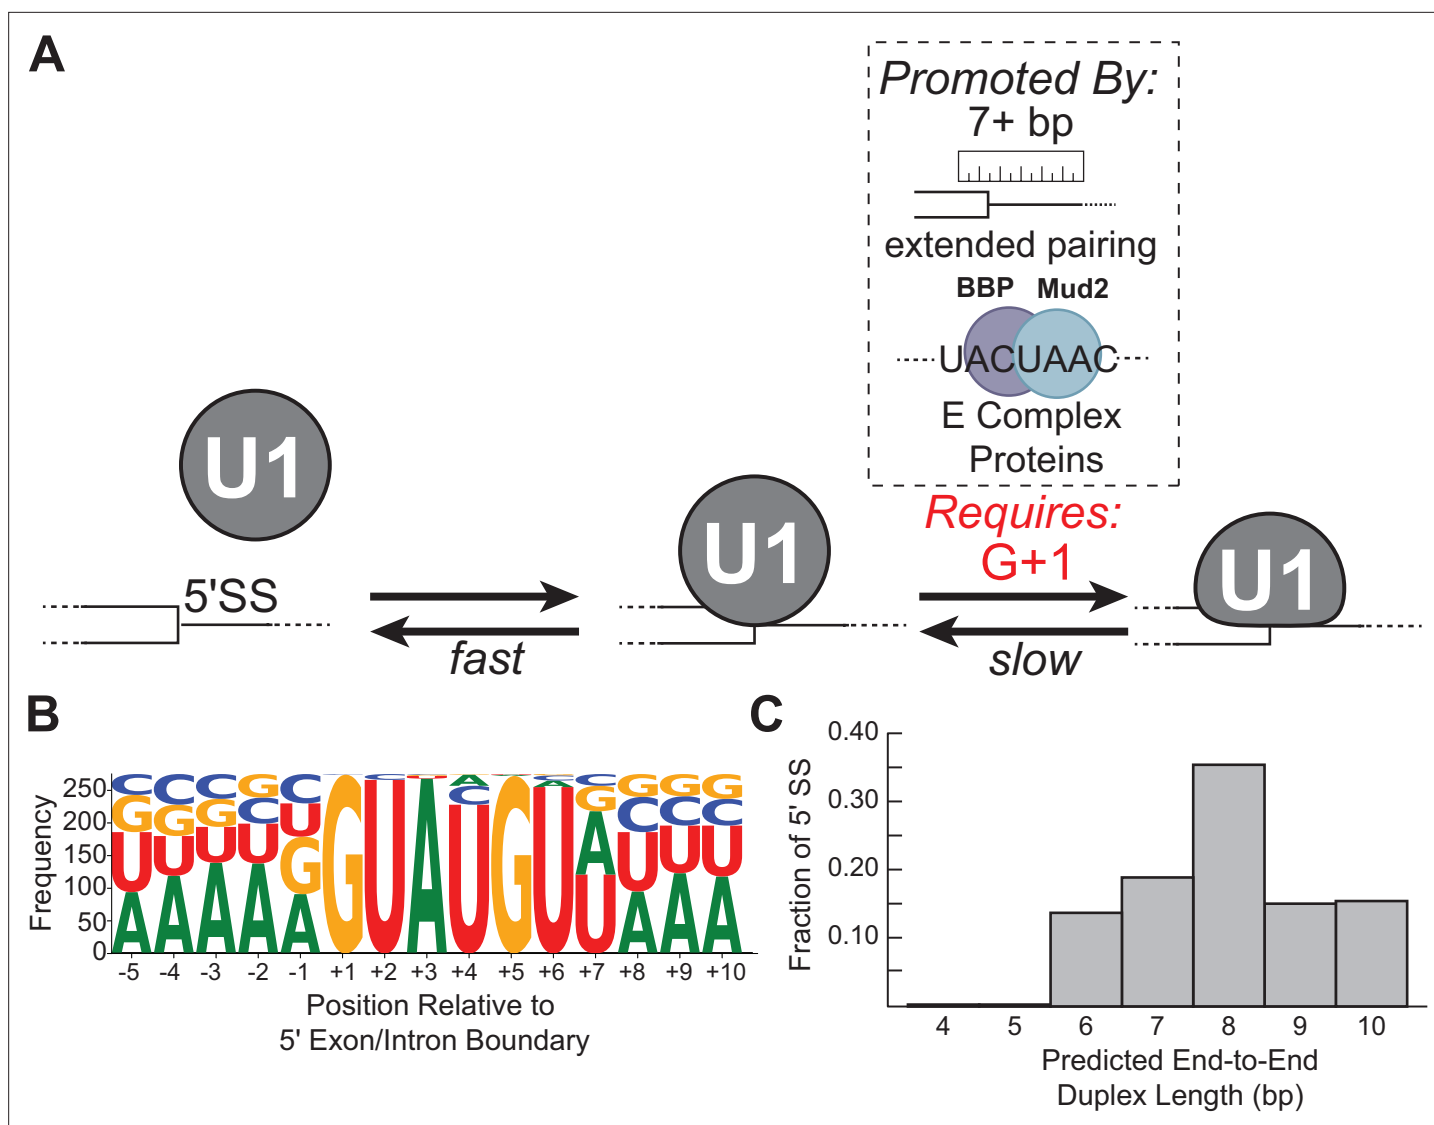 A
Promoted By:
7+ bp
extended pairing
BBP Mud2
UACUAAC
E Complex
Proteins
U1
5'SS
fast
U1
Requires:
G+1
slow
U1
B
Frequency
250
200
150
100
50
0
C C C G C C U A U C C G G G
G G G C U G U A U C A G C C C
U U U U G A U U U U
A A A A A G U A U G U U A A A
-5 -4 -3 -2 -1 +1 +2 +3 +4 +5 +6 +7 +8 +9 +10
Position Relative to
5' Exon/Intron Boundary
C
Fraction of 5' SS
0.40
0.30
0.20
0.10
4 5 6 7 8 9 10
Predicted End-to-End
Duplex Length (bp)